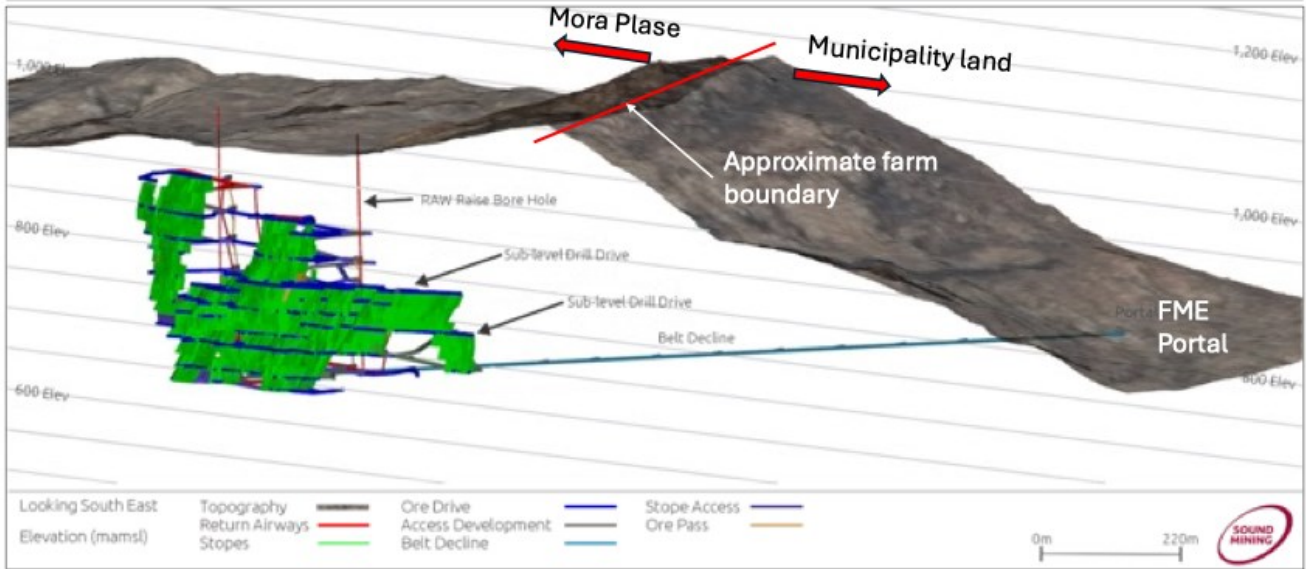 Mora Plase
Municipality land
1,200 Elev
1,000 Elev
Approximate farm
boundary
RAW Raise Bore Hole
1,000 Elev
800 Elev
Sub-level Drill Drive
Sub-level Drill Drive
Belt Decline
Portal
FME
Portal
800 Elev
600 Elev
Looking South East
Elevation (mamsl)
Topography
Return Airways
Stopes
Ore Drive
Access Development
Belt Decline
Stope Access
Ore Pass
0m
220m
SOUND
MINING